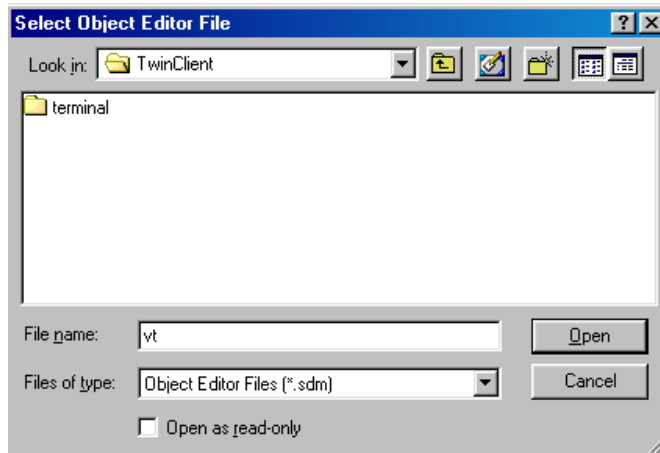 Select Object Editor File
Look in: TwinClient
terminal
File name: vt Open
Files of type: Object Editor Files (*.sdm) Cancel
Open as read-only